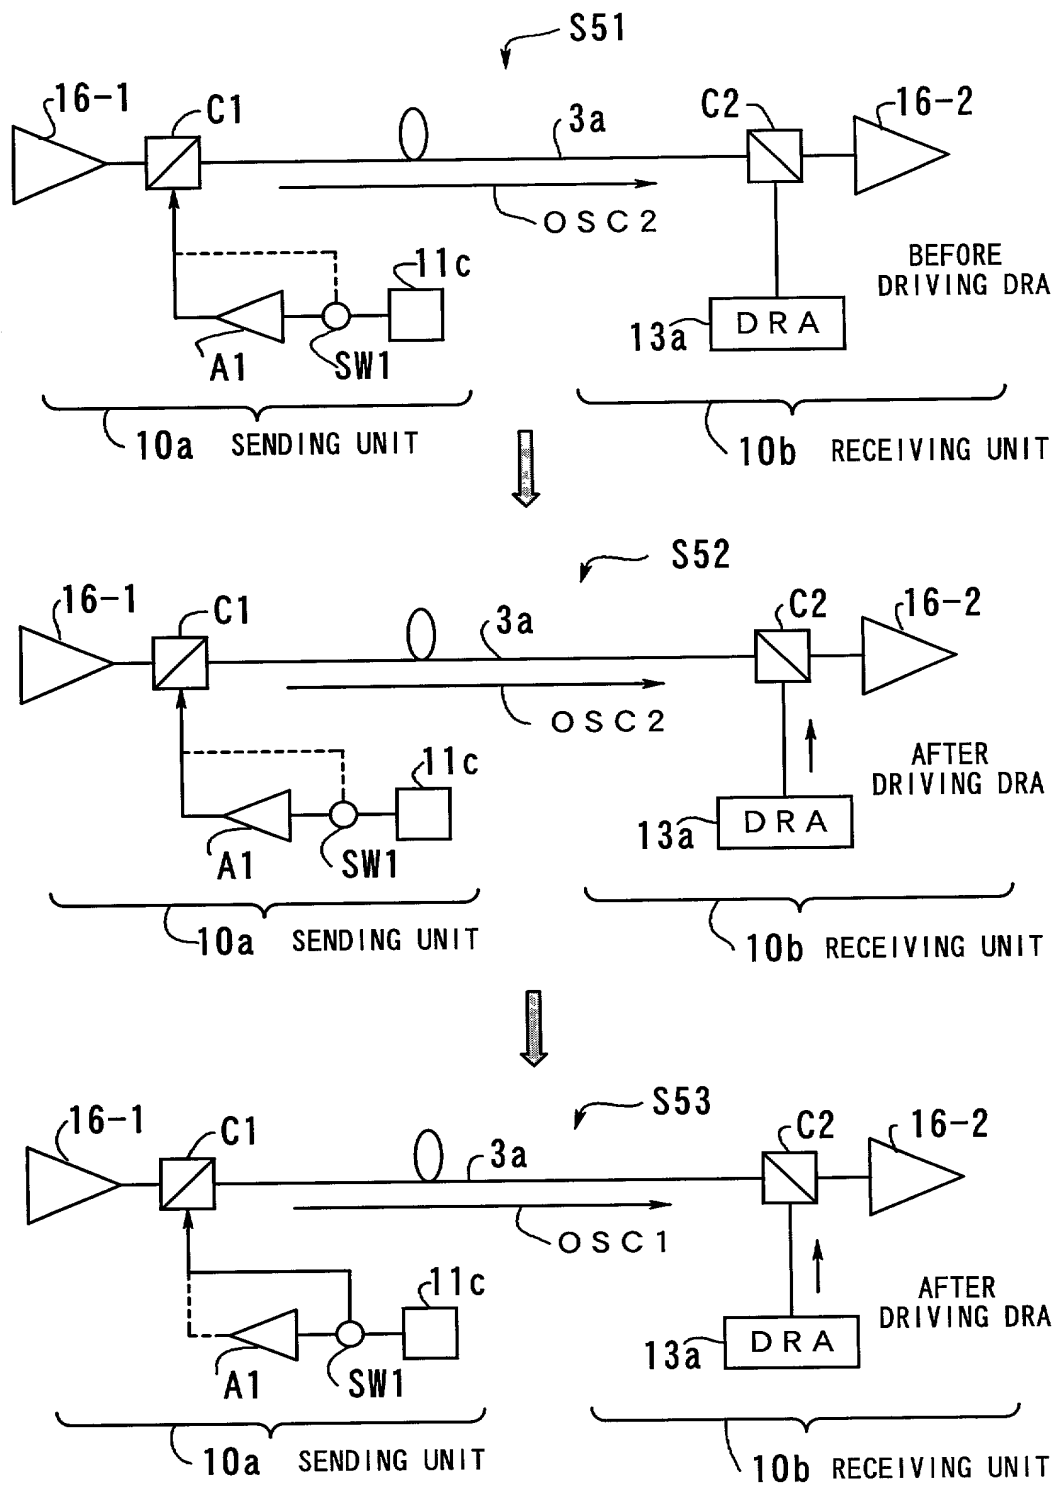 S51
16-1
C1
3a
C2
16-2
OSC2
11c
BEFORE
DRIVING DRA
13a
DRA
A1
SW1
10a
SENDING UNIT
10b
RECEIVING UNIT
S52
16-1
C1
3a
C2
16-2
OSC2
11c
AFTER
DRIVING DRA
13a
DRA
A1
SW1
10a
SENDING UNIT
10b
RECEIVING UNIT
S53
16-1
C1
3a
C2
16-2
OSC1
11c
AFTER
DRIVING DRA
13a
DRA
A1
SW1
10a
SENDING UNIT
10b
RECEIVING UNIT